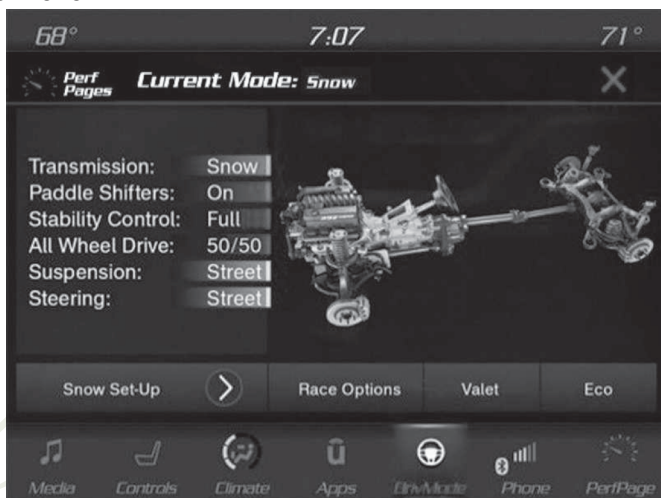 68° 7:07 71°
Perf Pages Current Mode: Snow
Transmission: Snow
Paddle Shifters: On
Stability Control: Full
All Wheel Drive: 50/50
Suspension: Street
Steering: Street
Snow Set-Up Race Options Valet Eco
Media Controls Climate Apps DriveMode Phone PerfPage